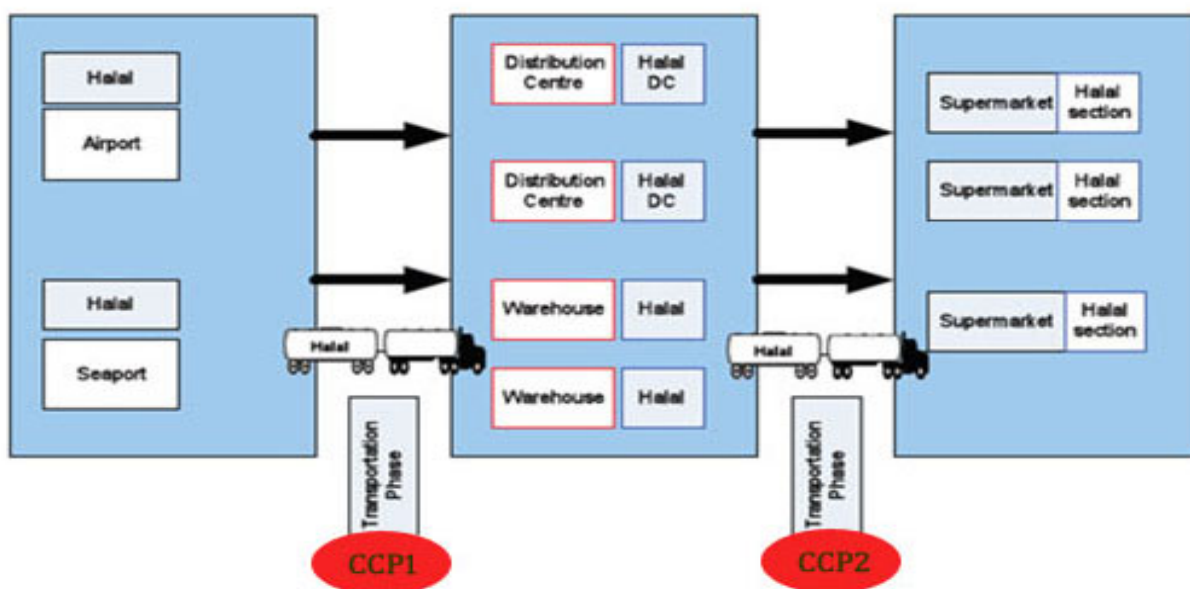 Halal
Airport
Halal
Seaport
Halal
Transportation
Phase
CCP1
Distribution
Centre
Halal
DC
Distribution
Centre
Halal
DC
Warehouse
Halal
Warehouse
Halal
Halal
Transportation
Phase
CCP2
Supermarket
Halal
section
Supermarket
Halal
section
Supermarket
Halal
section